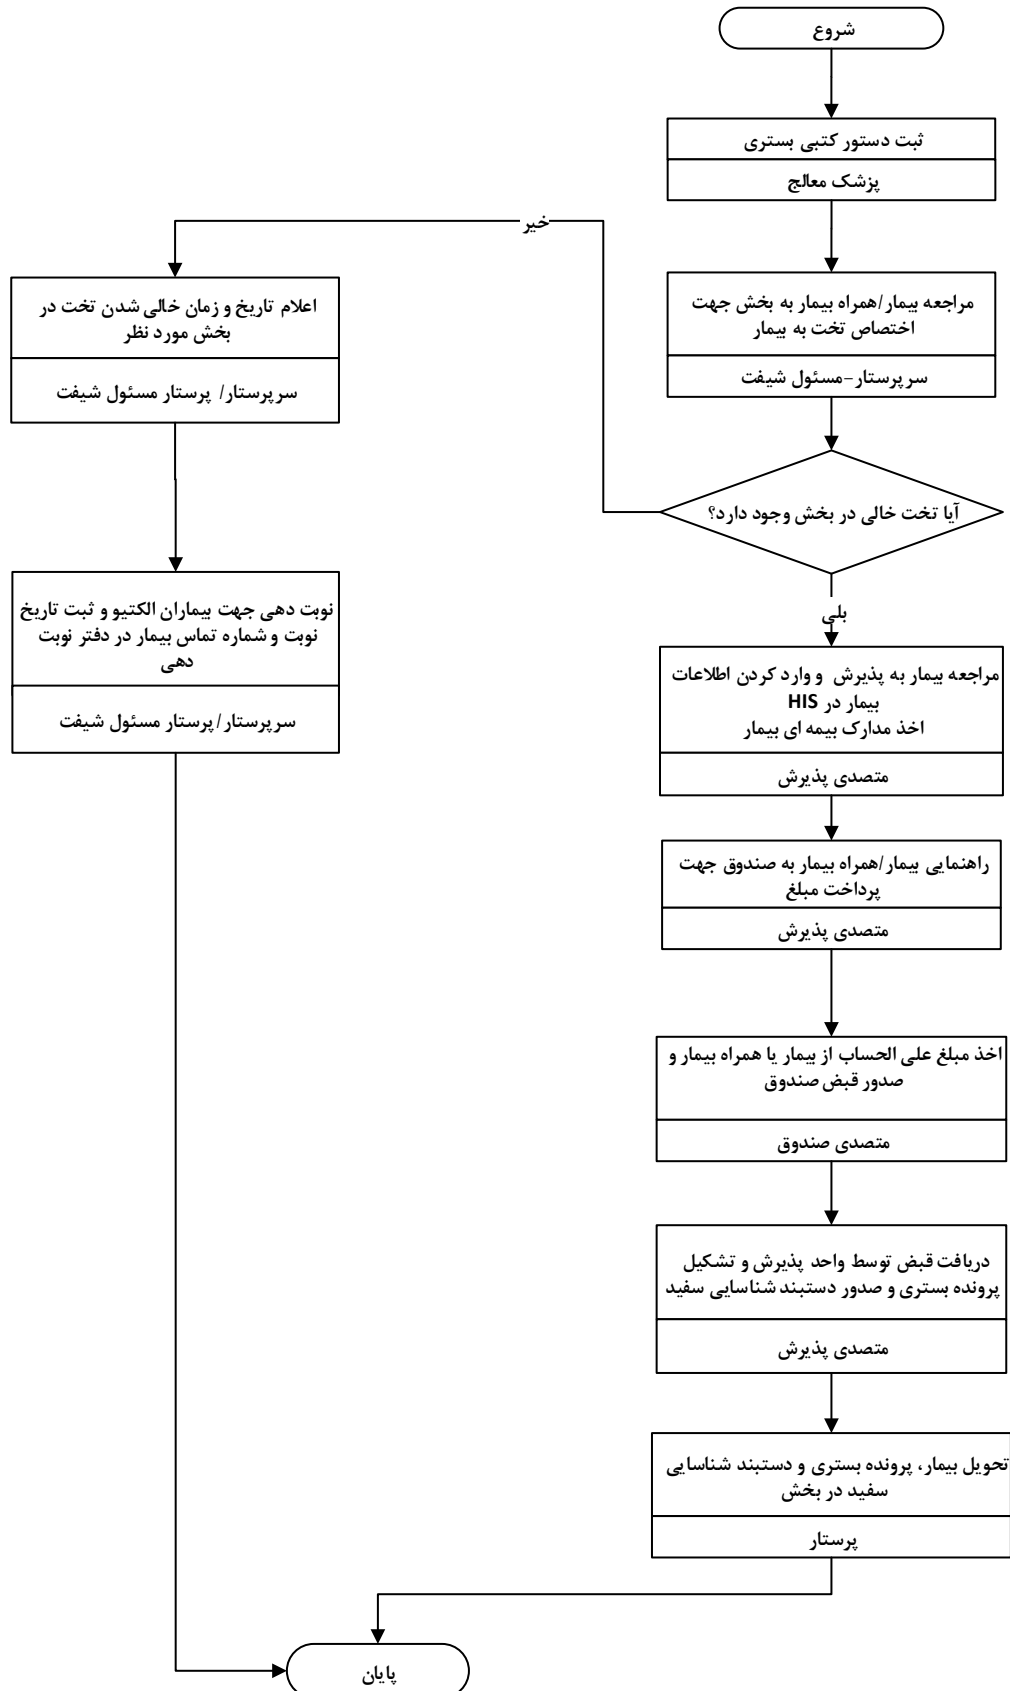 شروع
ثبت دستور کتبی بستری
پزشک معالج
مراجعه بیمار/همراه بیمار به بخش جهت
اختصاص تخت به بیمار
سرپرستار-مسئول شیفت
آیا تخت خالی در بخش وجود دارد؟
خیر
اعلام تاریخ و زمان خالی شدن تخت در
بخش مورد نظر
سرپرستار/ پرستار مسئول شیفت
نوبت دهی جهت بیماران الکتیو و ثبت تاریخ
نوبت و شماره تماس بیمار در دفتر نوبت
دهی
سرپرستار/پرستار مسئول شیفت
بلی
مراجعه بیمار به پذیرش و وارد کردن اطلاعات
بیمار در HIS
اخذ مدارک بیمه ای بیمار
متصدی پذیرش
راهنمایی بیمار/همراه بیمار به صندوق جهت
پرداخت مبلغ
متصدی پذیرش
اخذ مبلغ علی الحساب از بیمار یا همراه بیمار و
صدور قبض صندوق
متصدی صندوق
دریافت قبض توسط واحد پذیرش و تشکیل
پرونده بستری و صدور دستبند شناسایی سفید
متصدی پذیرش
تحویل بیمار، پرونده بستری و دستبند شناسایی
سفید در بخش
پرستار
پایان